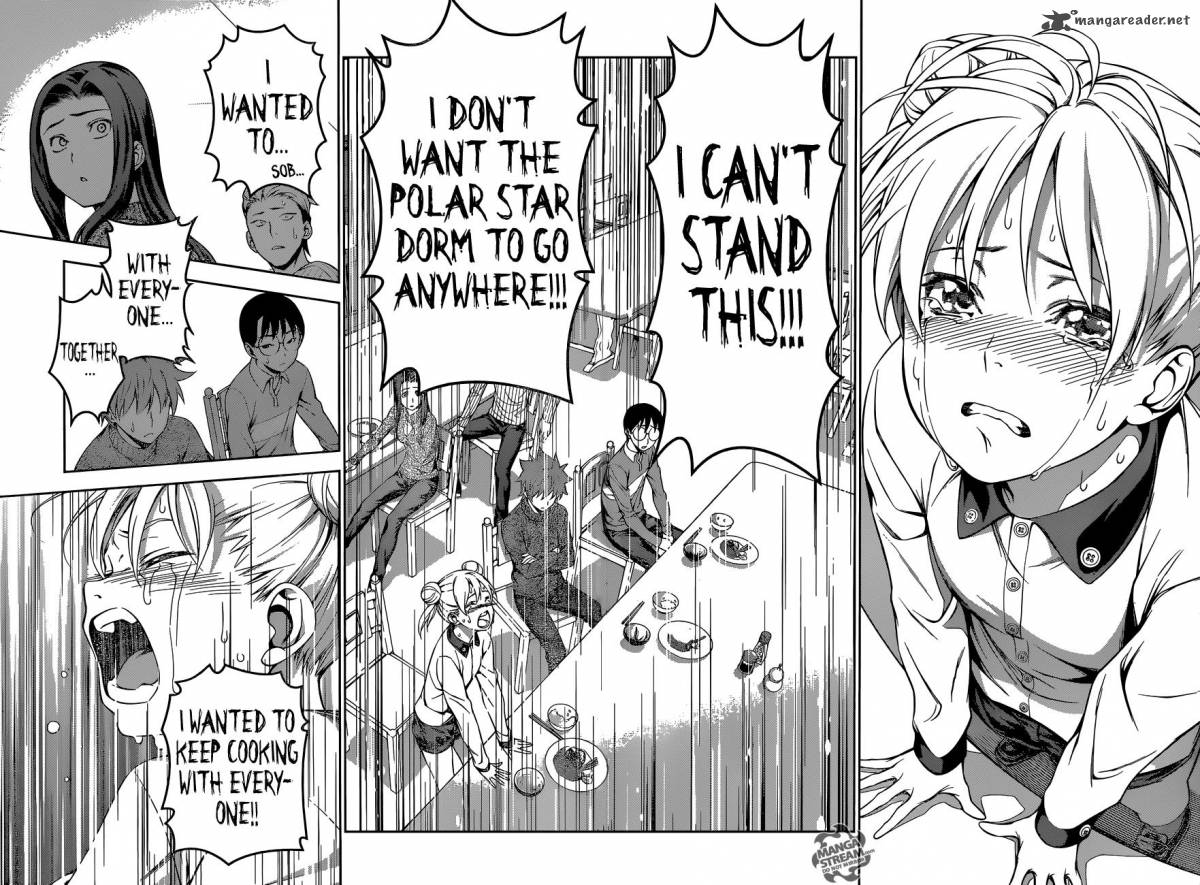 mangareader.net
I CAN'T
STAND
THIS!!!
I DON'T
WANT THE
POLAR STAR
DORM TO GO
ANYWHERE!!!
I
WANTED
TO...
SOB...
WITH
EVERY-
ONE...
TOGETHER
...
I WANTED TO
KEEP COOKING
WITH EVERY-
ONE!!
MANGA
STREAM.com